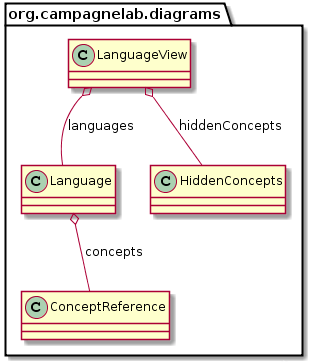 org.campagnelab.diagrams
C LanguageView
languages
hiddenConcepts
C Language
C HiddenConcepts
concepts
C ConceptReference